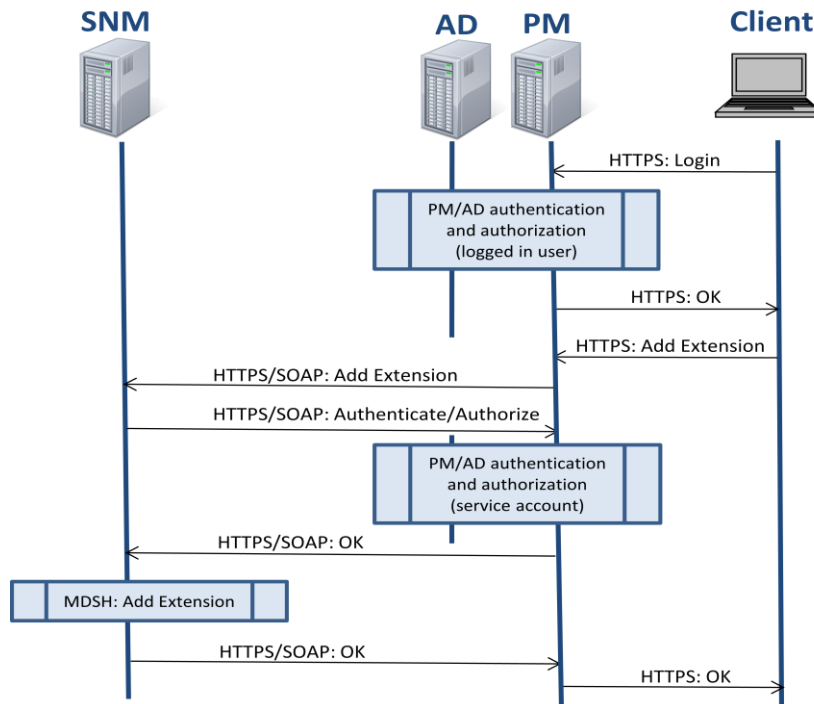 SNM
AD
PM
Client
HTTPS: Login
PM/AD authentication
and authorization
(logged in user)
HTTPS: OK
HTTPS: Add Extension
HTTPS/SOAP: Add Extension
HTTPS/SOAP: Authenticate/Authorize
PM/AD authentication
and authorization
(service account)
HTTPS/SOAP: OK
MDSH: Add Extension
HTTPS/SOAP: OK
HTTPS: OK